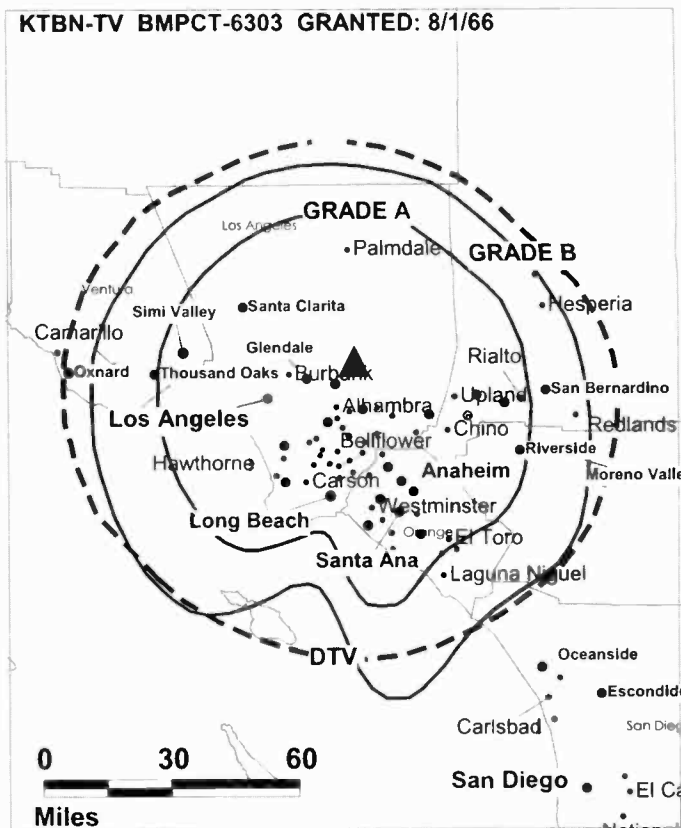 KTBN-TV BMPCT-6303 GRANTED: 8/1/66
GRADE A
Los Angeles
Palmdale
GRADE B
Ventura
Simi Valley
Santa Clarita
Hesperia
Camarillo
Glendale
Rialto
Oxnard
Thousand Oaks
Burbank
Upland
San Bernardino
Los Angeles
Alhambra
Redlands
Bellflower
Chino
Hawthorne
Anaheim
Riverside
Carson
Moreno Valle
Long Beach
Westminster
Orange
El Toro
Santa Ana
Laguna Niguel
DTV
Oceanside
Escondid
Carlsbad
San Dieg
0 30 60
San Diego
El Ca
Miles
National